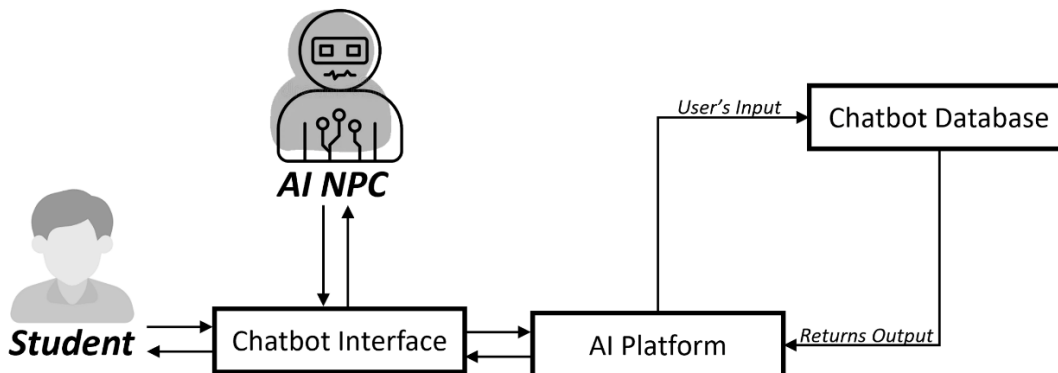 User's Input
Chatbot Database
AI NPC
Student
Chatbot Interface
AI Platform
Returns Output